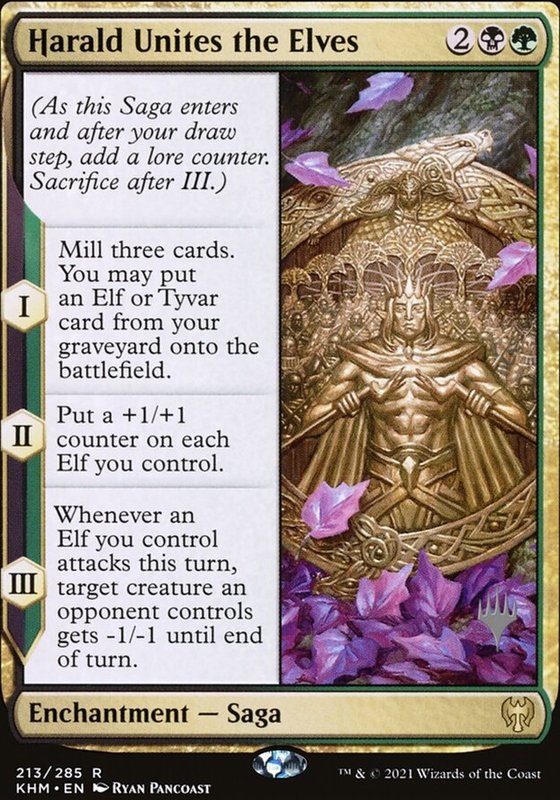 Harald Unites the Elves 2
(As this Saga enters
and after your draw
step, add a lore counter.
Sacrifice after III.)
I
Mill three cards.
You may put
an Elf or Tyvar
card from your
graveyard onto the
battlefield.
II
Put a +1/+1
counter on each
Elf you control.
III
Whenever an
Elf you control
attacks this turn,
target creature an
opponent controls
gets -1/-1 until end
of turn.
Enchantment — Saga
213/285 R
KHM • EN Ryan Pancoast
™ & © 2021 Wizards of the Coast